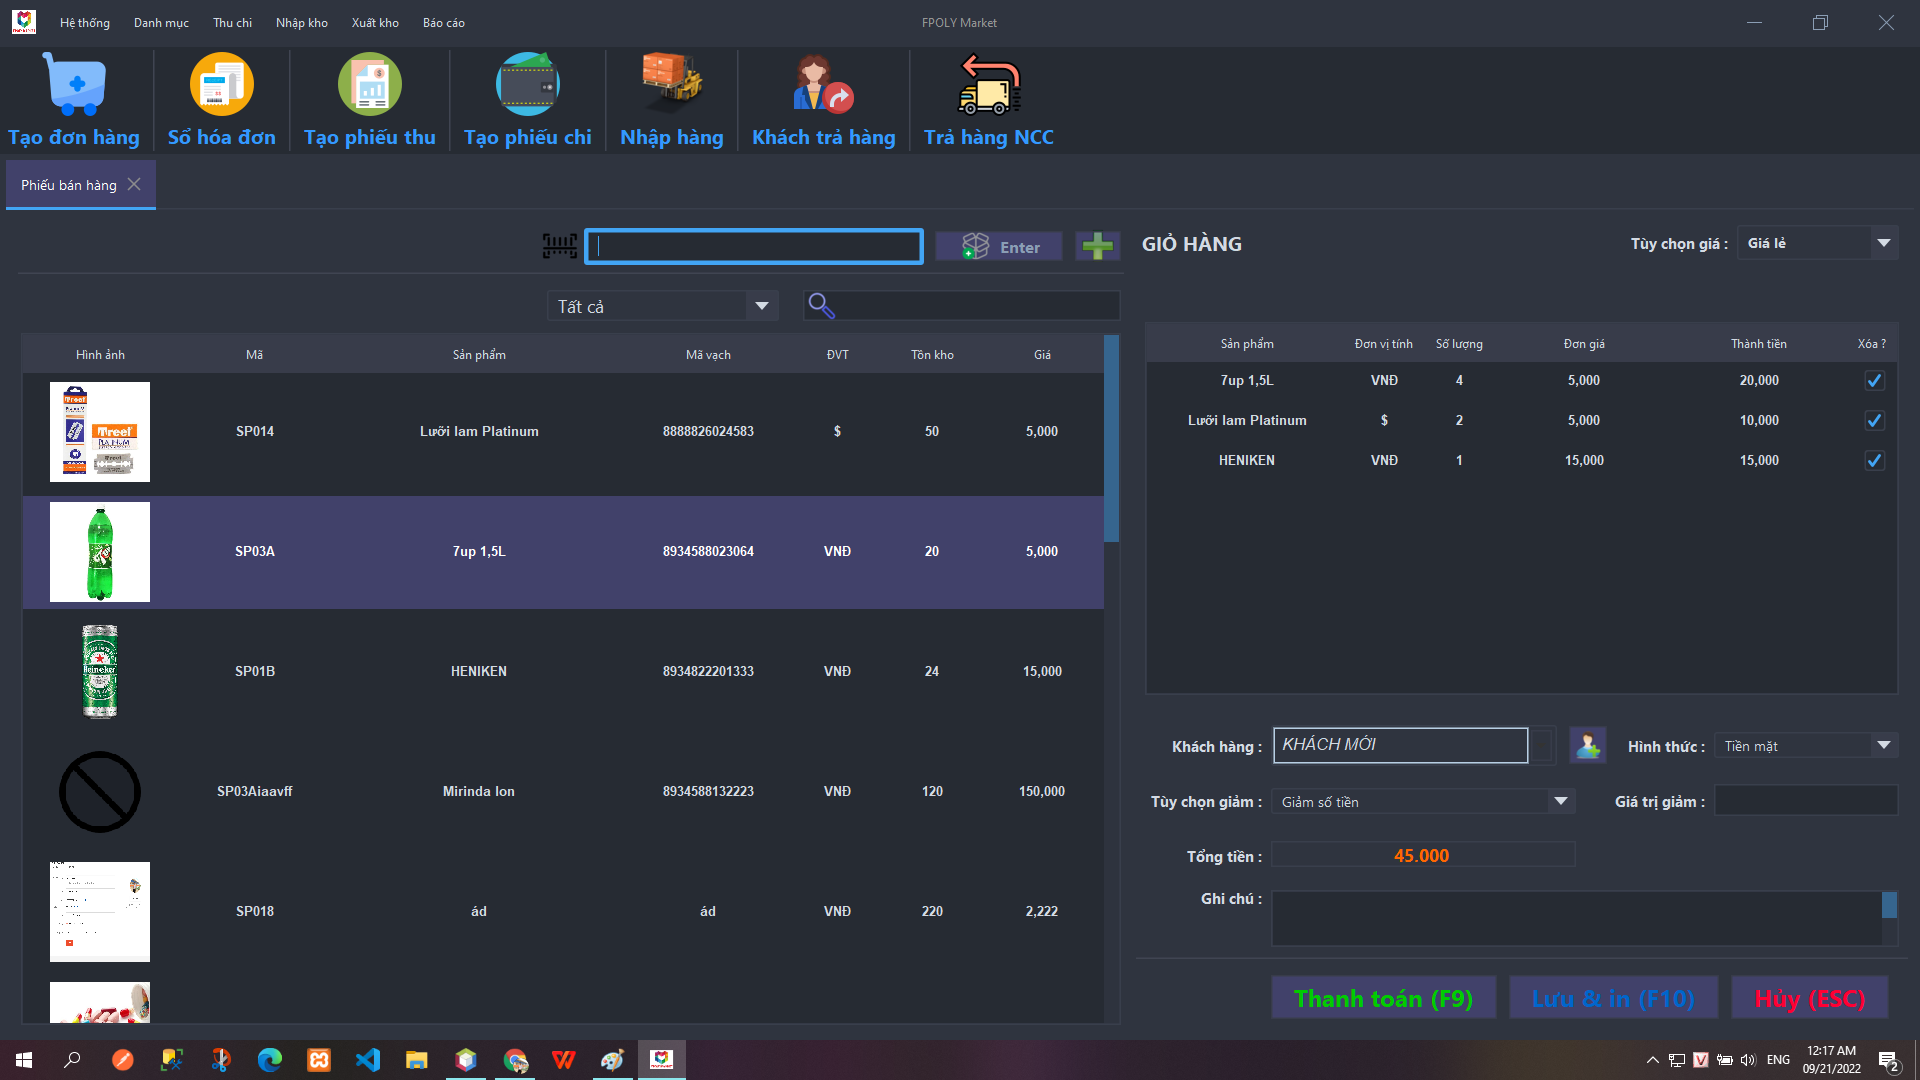 Hệ thống Danh mục Thu chi Nhập kho Xuất kho Báo cáo FPOLY Market
Tạo đơn hàng Sổ hóa đơn Tạo phiếu thu Tạo phiếu chi Nhập hàng Khách trả hàng Trả hàng NCC
Phiếu bán hàng
Enter
GIỎ HÀNG Tùy chọn giá : Giá lẻ
Tất cả
Hình ảnh Mã Sản phẩm Mã vạch ĐVT Tồn kho Giá
SP014 Lưỡi lam Platinum 8888826024583 $ 50 5,000
SP03A 7up 1,5L 8934588023064 VNĐ 20 5,000
Heineken
SP01B HENIKEN 8934822201333 VNĐ 24 15,000
SP03Aiaavff Mirinda lon 8934588132223 VNĐ 120 150,000
SP018 ád ád VNĐ 220 2,222
Sản phẩm Đơn vị tính Số lượng Đơn giá Thành tiền Xóa ?
7up 1,5L VNĐ 4 5,000 20,000
Lưỡi lam Platinum $ 2 5,000 10,000
HENIKEN VNĐ 1 15,000 15,000
Khách hàng : KHÁCH MỚI Hình thức : Tiền mặt
Tùy chọn giảm : Giảm số tiền Giá trị giảm :
Tổng tiền : 45.000
Ghi chú :
Thanh toán (F9) Lưu & in (F10) Hủy (ESC)
ENG 12:17 AM
09/21/2022
2